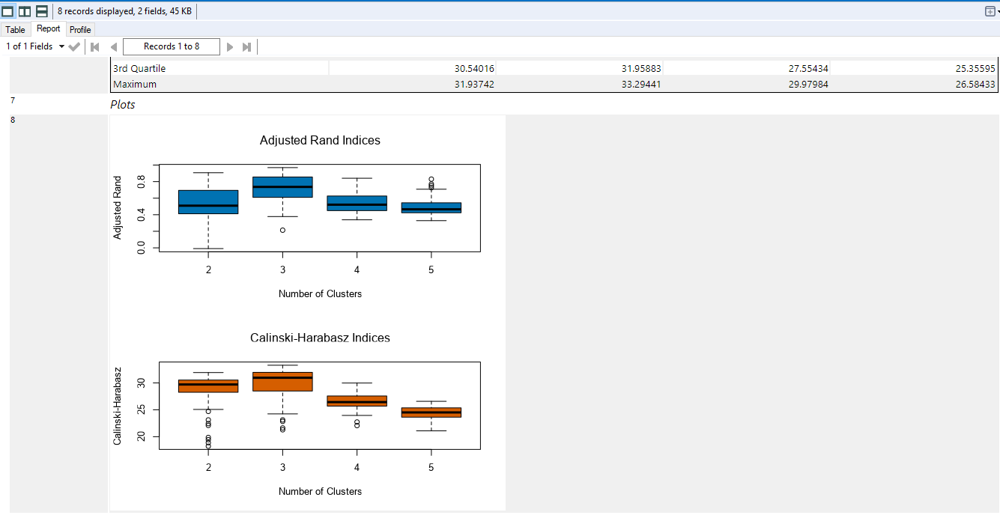 8 records displayed, 2 fields, 45 KB
Table Report Profile
1 of 1 Fields Records 1 to 8
3rd Quartile 30.54016 31.95883 27.55434 25.35595
Maximum 31.93742 33.29441 29.97984 26.58433
7 Plots
8
Adjusted Rand Indices
Adjusted Rand
0.8
0.4
0.0
2 3 4 5
Number of Clusters
Calinski-Harabasz Indices
Calinski-Harabasz
30
25
20
2 3 4 5
Number of Clusters